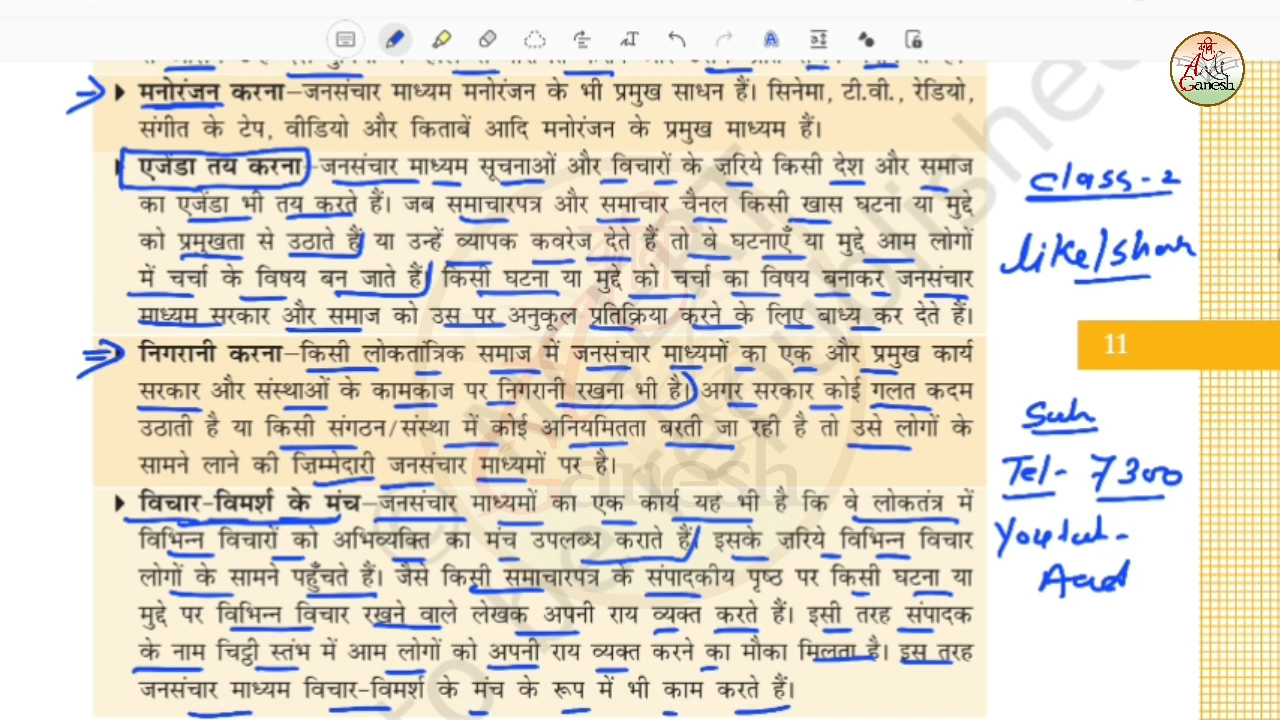 मनोरंजन करना–जनसंचार माध्यम मनोरंजन के भी प्रमुख साधन हैं। सिनेमा, टी.वी., रेडियो,
संगीत के टेप, वीडियो और किताबें आदि मनोरंजन के प्रमुख माध्यम हैं।
एजेंडा तय करना–जनसंचार माध्यम सूचनाओं और विचारों के ज़रिये किसी देश और समाज
का एजेंडा भी तय करते हैं। जब समाचारपत्र और समाचार चैनल किसी खास घटना या मुद्दे
को प्रमुखता से उठाते हैं या उन्हें व्यापक कवरेज देते हैं तो वे घटनाएँ या मुद्दे आम लोगों
में चर्चा के विषय बन जाते हैं। किसी घटना या मुद्दे को चर्चा का विषय बनाकर जनसंचार
माध्यम सरकार और समाज को उस पर अनुकूल प्रतिक्रिया करने के लिए बाध्य कर देते हैं।
निगरानी करना–किसी लोकतांत्रिक समाज में जनसंचार माध्यमों का एक और प्रमुख कार्य
सरकार और संस्थाओं के कामकाज पर निगरानी रखना भी है। अगर सरकार कोई गलत कदम
उठाती है या किसी संगठन/संस्था में कोई अनियमितता बरती जा रही है तो उसे लोगों के
सामने लाने की ज़िम्मेदारी जनसंचार माध्यमों पर है।
विचार-विमर्श के मंच–जनसंचार माध्यमों का एक कार्य यह भी है कि वे लोकतंत्र में
विभिन्न विचारों को अभिव्यक्ति का मंच उपलब्ध कराते हैं। इसके ज़रिये विभिन्न विचार
लोगों के सामने पहुँचते हैं। जैसे किसी समाचारपत्र के संपादकीय पृष्ठ पर किसी घटना या
मुद्दे पर विभिन्न विचार रखने वाले लेखक अपनी राय व्यक्त करते हैं। इसी तरह संपादक
के नाम चिट्ठी स्तंभ में आम लोगों को अपनी राय व्यक्त करने का मौका मिलता है। इस तरह
जनसंचार माध्यम विचार-विमर्श के मंच के रूप में भी काम करते हैं।
श्री
Ganesh
class-2
like/share
11
Sub
Tel- 7300
Ganesh